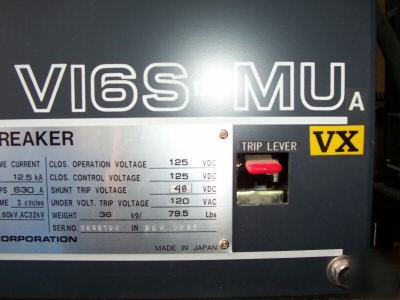 VI6S-MUA
VX
TRIP LEVER
REAKER
ME CURRENT CLOS. OPERATION VOLTAGE 125 VDC
12.5 kA CLOS. CONTROL VOLTAGE 125 VDC
PS 630 A SHUNT TRIP VOLTAGE 48 VDC
ME 3 cycles UNDER VOLT. TRIP VOLTAGE 120 VAC
.60kV,AC22kV WEIGHT 36 kg/ 79.5 Lbs
SER.NO. IN
ORPORATION MADE IN JAPAN